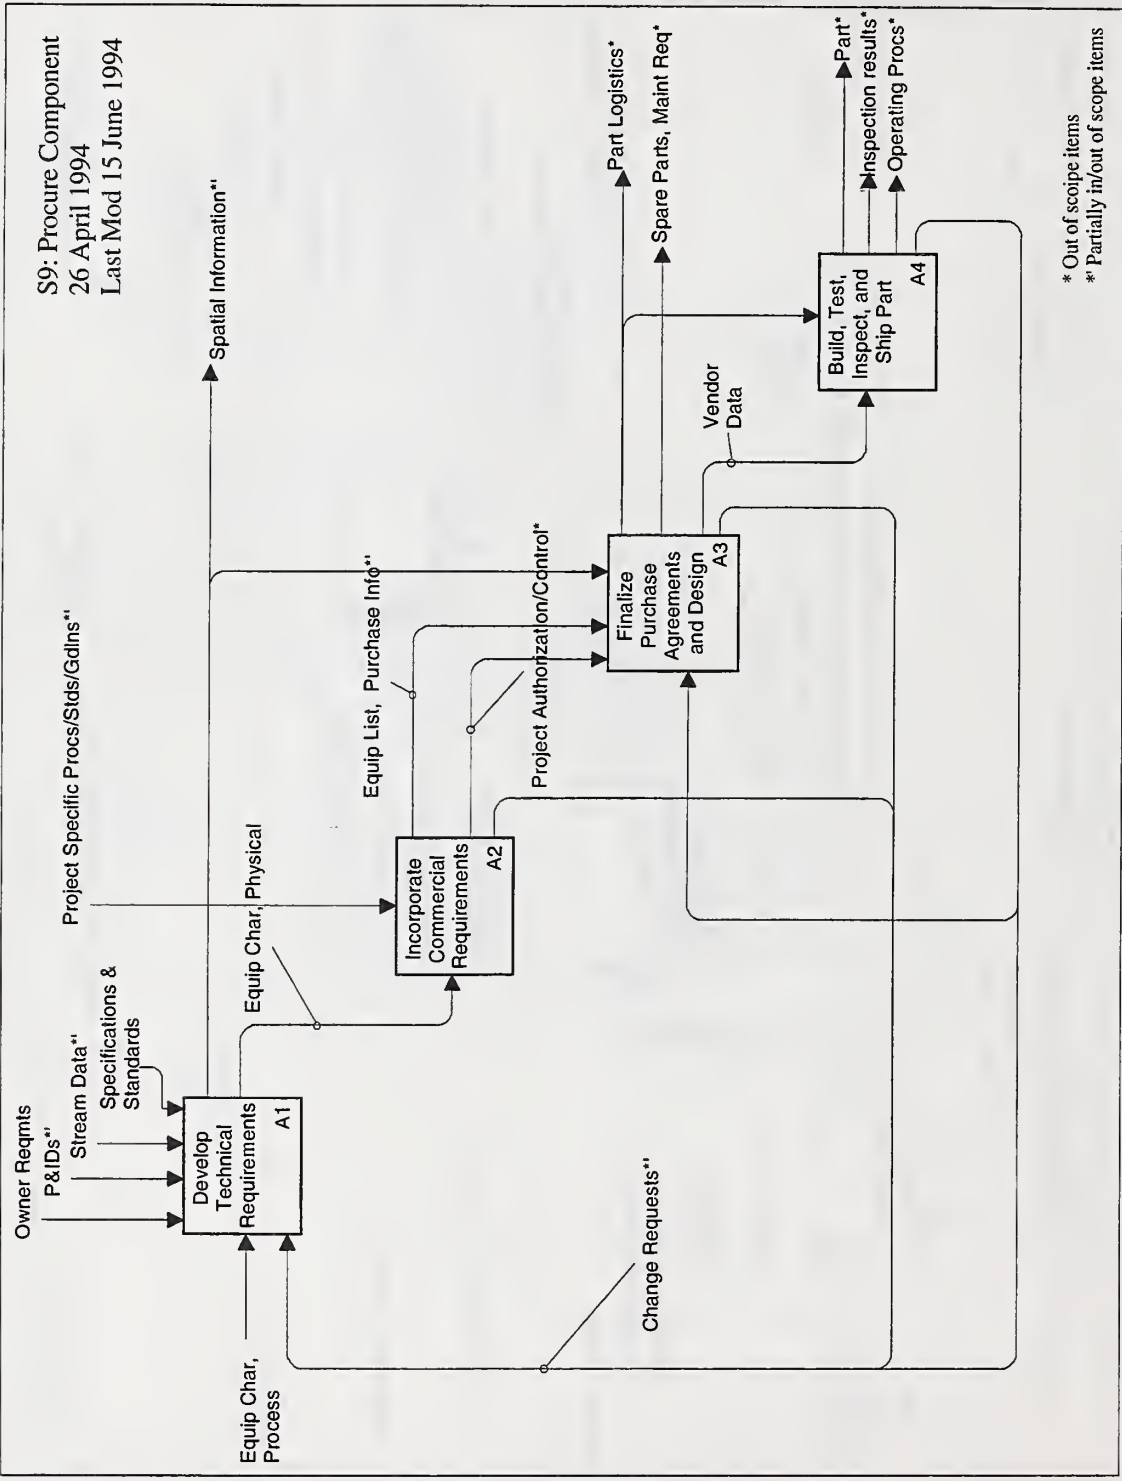 S9: Procure Component
26 April 1994
Last Mod 15 June 1994
Owner Reqmts
P&IDs*'
Stream Data*'
Specifications &
Standards
Project Specific Procs/Stds/Gdlns*'
Spatial Information*'
Equip Char,
Process
Develop
Technical
Requirements
A1
Equip Char, Physical
Incorporate
Commercial
Requirements
A2
Equip List, Purchase Info*'
Project Authorization/Control*
Finalize
Purchase
Agreements
and Design
A3
Part Logistics*
Spare Parts, Maint Req*
Vendor
Data
Build, Test,
Inspect, and
Ship Part
A4
Part*
Inspection results*
Operating Procs*
Change Requests*'
* Out of scoipe items
*' Partially in/out of scope items